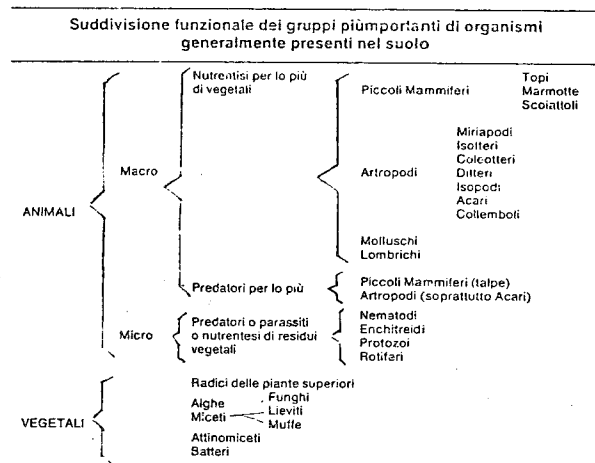 Suddivisione funzionale dei gruppi piùmportanti di organismi
generalmente presenti nel suolo
ANIMALI
Macro
Nutrentisi per lo più
di vegetali
Piccoli Mammiferi
Topi
Marmotte
Scoiattoli
Artropodi
Miriapodi
Isotteri
Coleotteri
Ditteri
Isopodi
Acari
Collemboli
Molluschi
Lombrichi
Predatori per lo più
Piccoli Mammiferi (talpe)
Artropodi (soprattutto Acari)
Micro
Predatori o parassiti
o nutrentesi di residui
vegetali
Nematodi
Enchitreidi
Protozoi
Rotiferi
VEGETALI
Radici delle piante superiori
Alghe
Miceti
Funghi
Lieviti
Muffe
Attinomiceti
Batteri